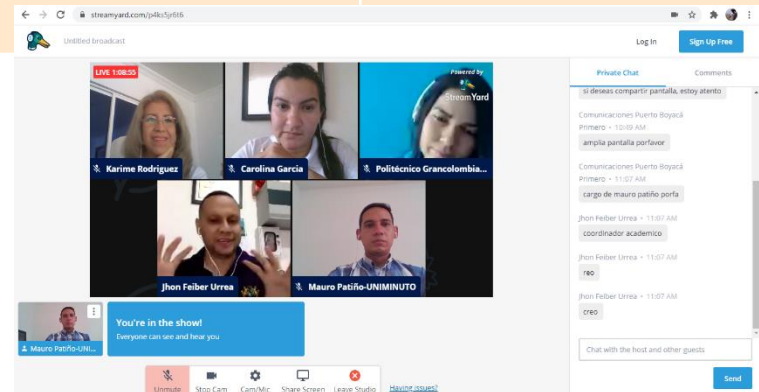 streamyard.com/p4ks5jr6t6
Untitled broadcast
Log In
Sign Up Free
LIVE 1:08:55
Powered by
StreamYard
Karime Rodriguez
Carolina Garcia
Politécnico Grancolombia...
Jhon Feiber Urrea
Mauro Patiño-UNIMINUTO
Mauro Patiño-UNI...
You're in the show!
Everyone can see and hear you
Unmute
Stop Cam
Cam/Mic
Share Screen
Leave Studio
Having issues?
Private Chat
Comments
si deseas compartir pantalla, estoy atento
Comunicaciones Puerto Boyacá
Primero • 10:49 AM
amplia pantalla porfavor
Comunicaciones Puerto Boyacá
Primero • 11:07 AM
cargo de mauro patiño porfa
Jhon Feiber Urrea • 11:07 AM
coordinador academico
Jhon Feiber Urrea • 11:07 AM
reo
Jhon Feiber Urrea • 11:07 AM
creo
Chat with the host and other guests
Send